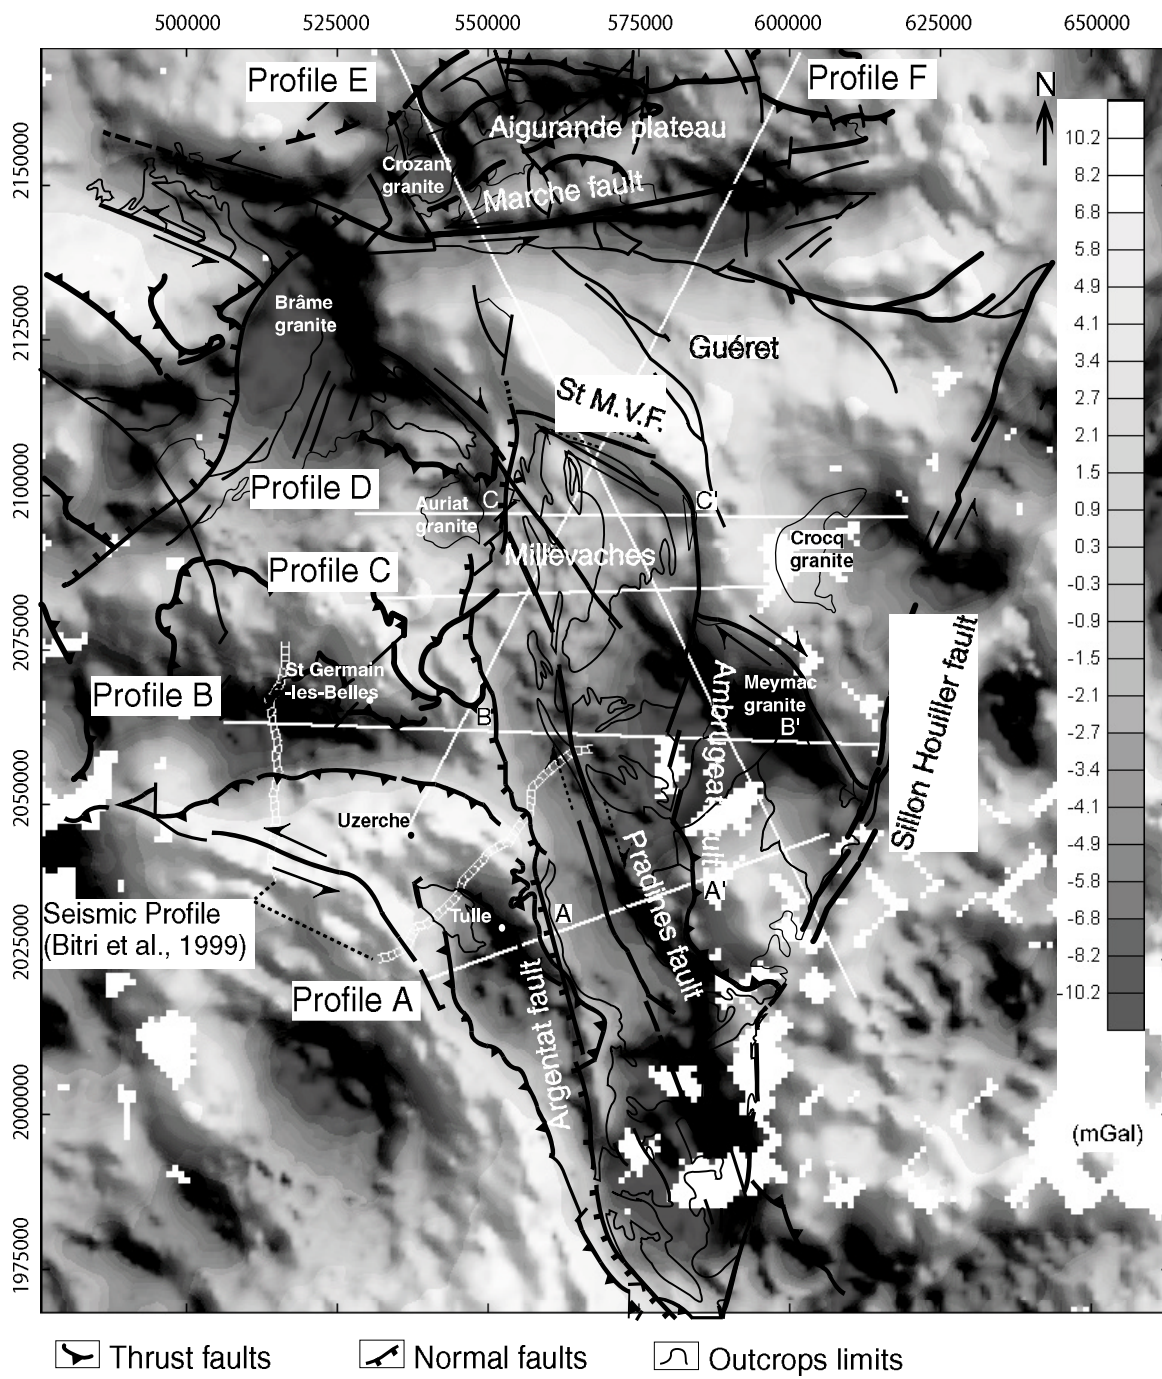 500000 525000 550000 575000 600000 625000 650000
Profile E
Profile F
N
Aigurande plateau
Crozant
granite
Marche fault
2150000
10.2
8.2
6.8
5.8
4.9
4.1
3.4
2.7
2.1
1.5
0.9
0.3
-0.3
-0.9
-1.5
-2.1
-2.7
-3.4
-4.1
-4.9
-5.8
-6.8
-8.2
-10.2
(mGal)
Brâme
granite
2125000
Guéret
St M.V.F.
2100000
Profile D
Auriat
granite
C
C'
Millevaches
Crocq
granite
Profile C
2075000
St Germain
-les-Belles
Profile B
B
B'
Meymac
granite
Ambrugeat fault
Sillon Houiller fault
2050000
Uzerche
Pradines fault
Tulle
A
A'
Seismic Profile
(Bitri et al., 1999)
2025000
Profile A
Argentat fault
2000000
1975000
Thrust faults
Normal faults
Outcrops limits